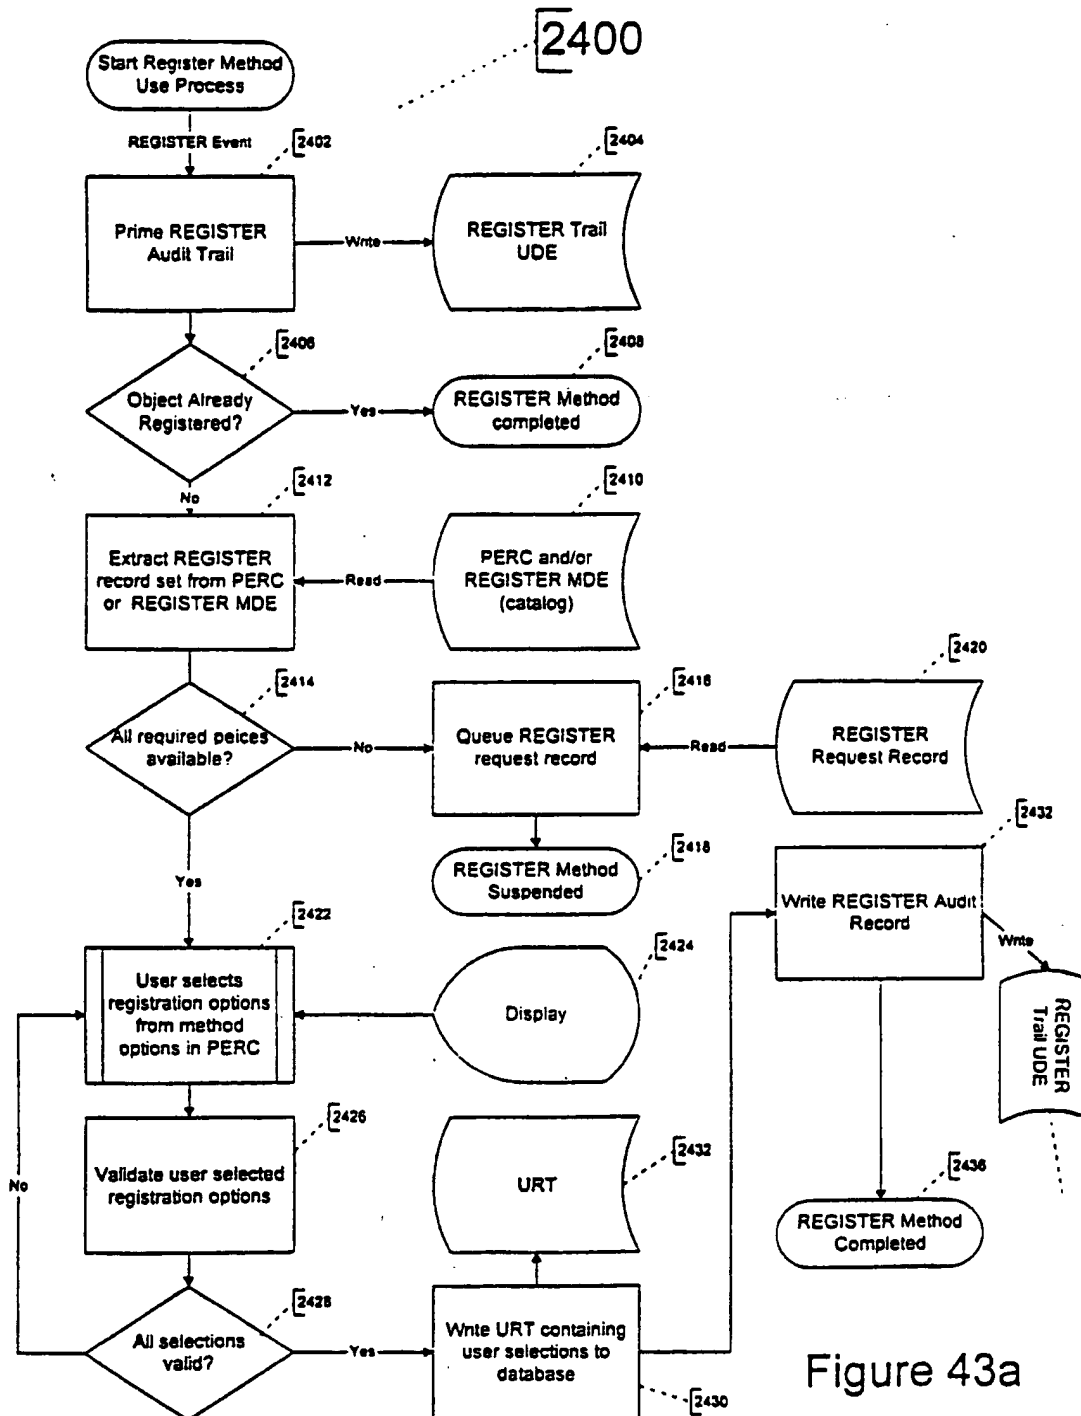 2400
Start Register Method
Use Process
REGISTER Event
2402
2404
Prime REGISTER
Audit Trail
Write
REGISTER Trail
UDE
2406
2408
Object Already
Registered?
Yes
REGISTER Method
completed
No
2412
2410
Extract REGISTER
record set from PERC
or REGISTER MDE
Read
PERC and/or
REGISTER MDE
(catalog)
2414
2416
2420
All required peices
available?
No
Queue REGISTER
request record
Read
REGISTER
Request Record
2418
REGISTER Method
Suspended
2432
Write REGISTER Audit
Record
Write
REGISTER
Trail UDE
Yes
2422
2424
User selects
registration options
from method
options in PERC
Display
2426
2432
Validate user selected
registration options
No
URT
2436
REGISTER Method
Completed
2428
All selections
valid?
Yes
Write URT containing
user selections to
database
2430
Figure 43a